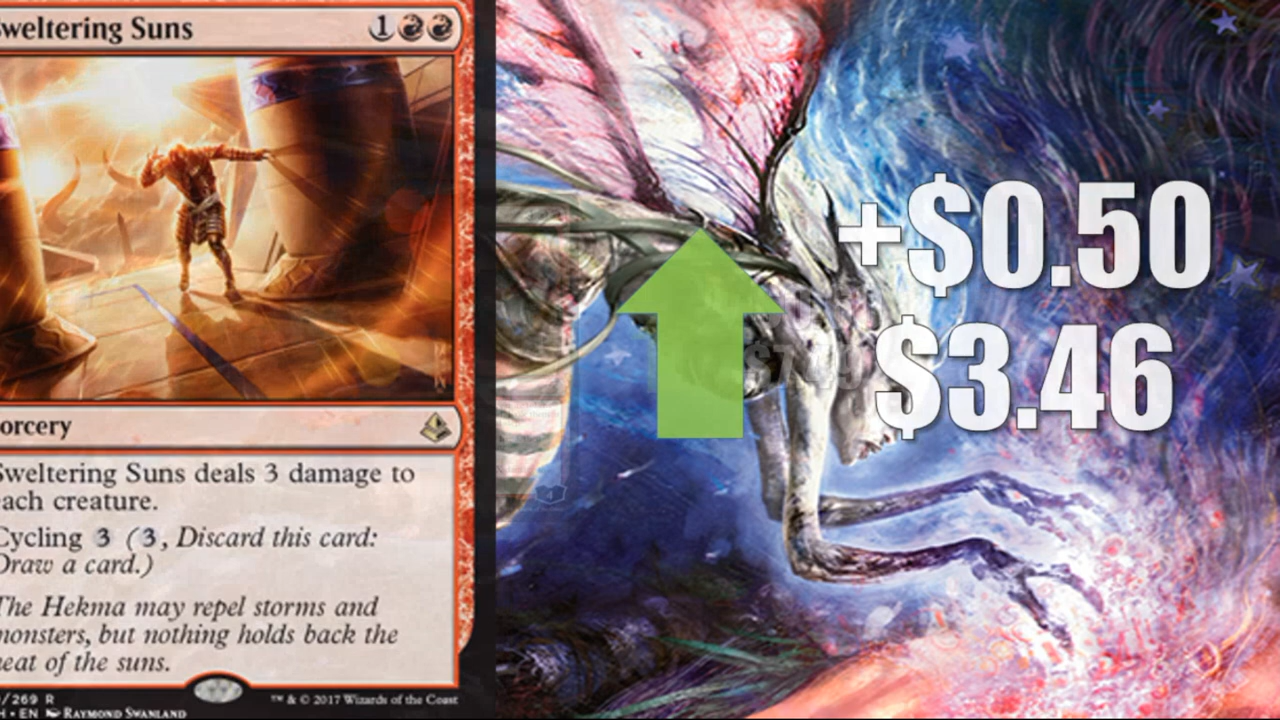 weltering Suns 1
orcery
Sweltering Suns deals 3 damage to
each creature.
Cycling 3 (3, Discard this card:
Draw a card.)
The Hekma may repel storms and
monsters, but nothing holds back the
heat of the suns.
/269 R
H • EN RAYMOND SWANLAND
™ & © 2017 Wizards of the Coast
+$0.50
$3.46